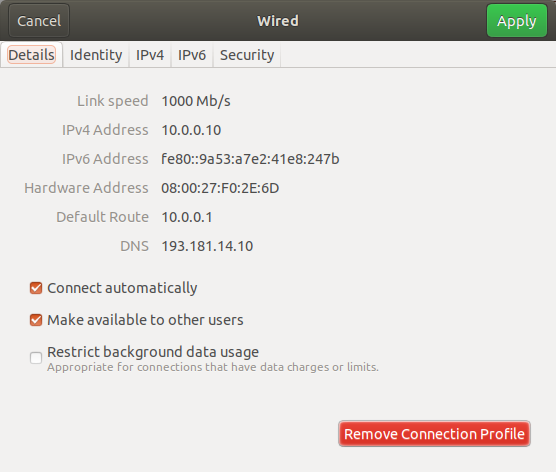 Cancel Wired Apply
Details Identity IPv4 IPv6 Security
Link speed 1000 Mb/s
IPv4 Address 10.0.0.10
IPv6 Address fe80::9a53:a7e2:41e8:247b
Hardware Address 08:00:27:F0:2E:6D
Default Route 10.0.0.1
DNS 193.181.14.10
Connect automatically
Make available to other users
Restrict background data usage
Appropriate for connections that have data charges or limits.
Remove Connection Profile